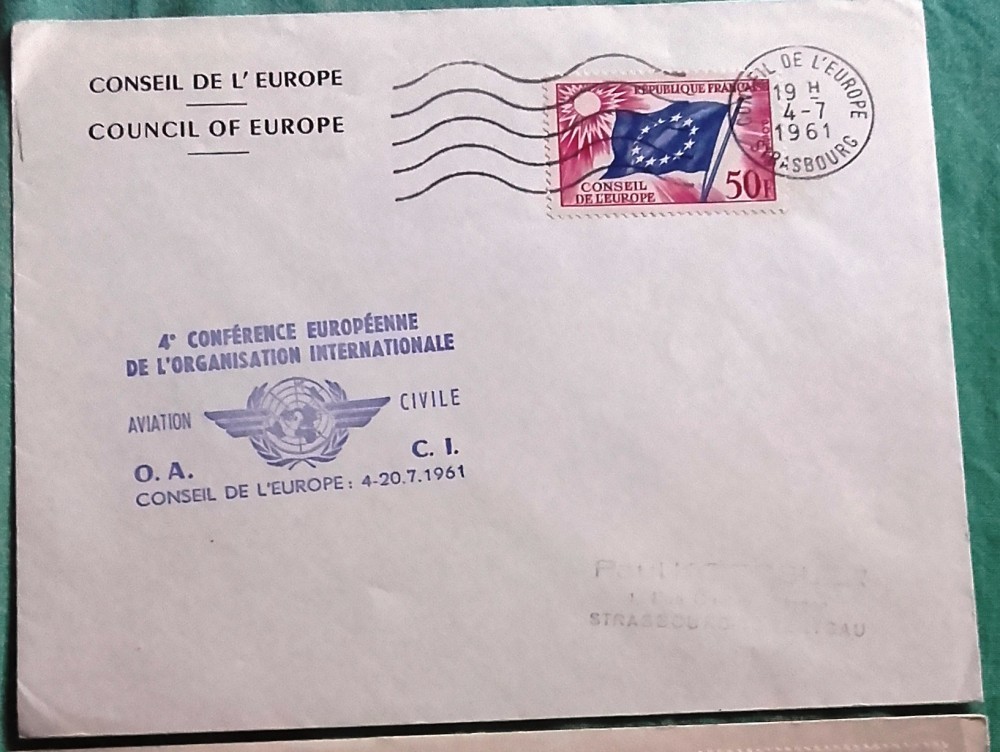 CONSEIL DE L' EUROPE
COUNCIL OF EUROPE
RÉPUBLIQUE FRANÇAISE
CONSEIL
DE L'EUROPE
50F
CONSEIL DE L'EUROPE
19 H
4-7
1961
STRASBOURG
4e CONFÉRENCE EUROPÉENNE
DE L'ORGANISATION INTERNATIONALE
AVIATION CIVILE
O. A. C. I.
CONSEIL DE L'EUROPE: 4-20.7.1961